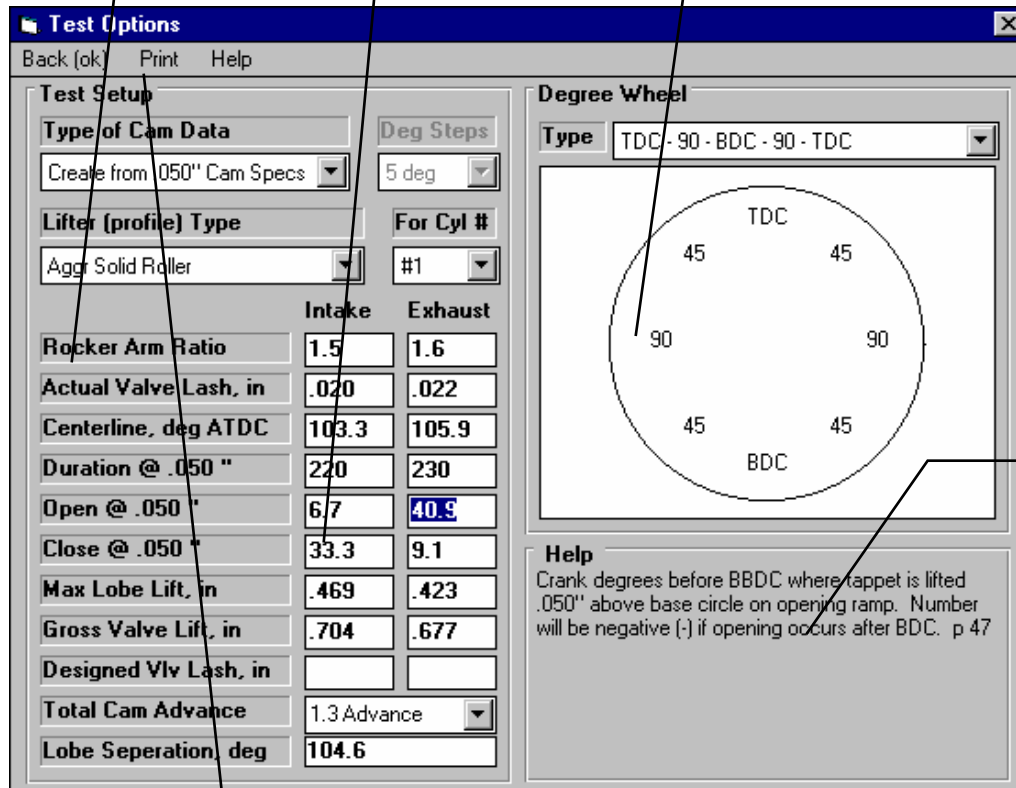 Test Options
Back (ok) Print Help
Test Setup
Type of Cam Data Deg Steps
Create from .050" Cam Specs 5 deg
Lifter (profile) Type For Cyl #
Aggr Solid Roller #1
Intake Exhaust
Rocker Arm Ratio 1.5 1.6
Actual Valve Lash, in .020 .022
Centerline, deg ATDC 103.3 105.9
Duration @ .050 " 220 230
Open @ .050 " 6.7 40.9
Close @ .050 " 33.3 9.1
Max Lobe Lift, in .469 .423
Gross Valve Lift, in .704 .677
Designed Vlv Lash, in
Total Cam Advance 1.3 Advance
Lobe Seperation, deg 104.6
Degree Wheel
Type TDC - 90 - BDC - 90 - TDC
TDC
45 45
90 90
45 45
BDC
Help
Crank degrees before BBDC where tappet is lifted
.050" above base circle on opening ramp. Number
will be negative (-) if opening occurs after BDC. p 47